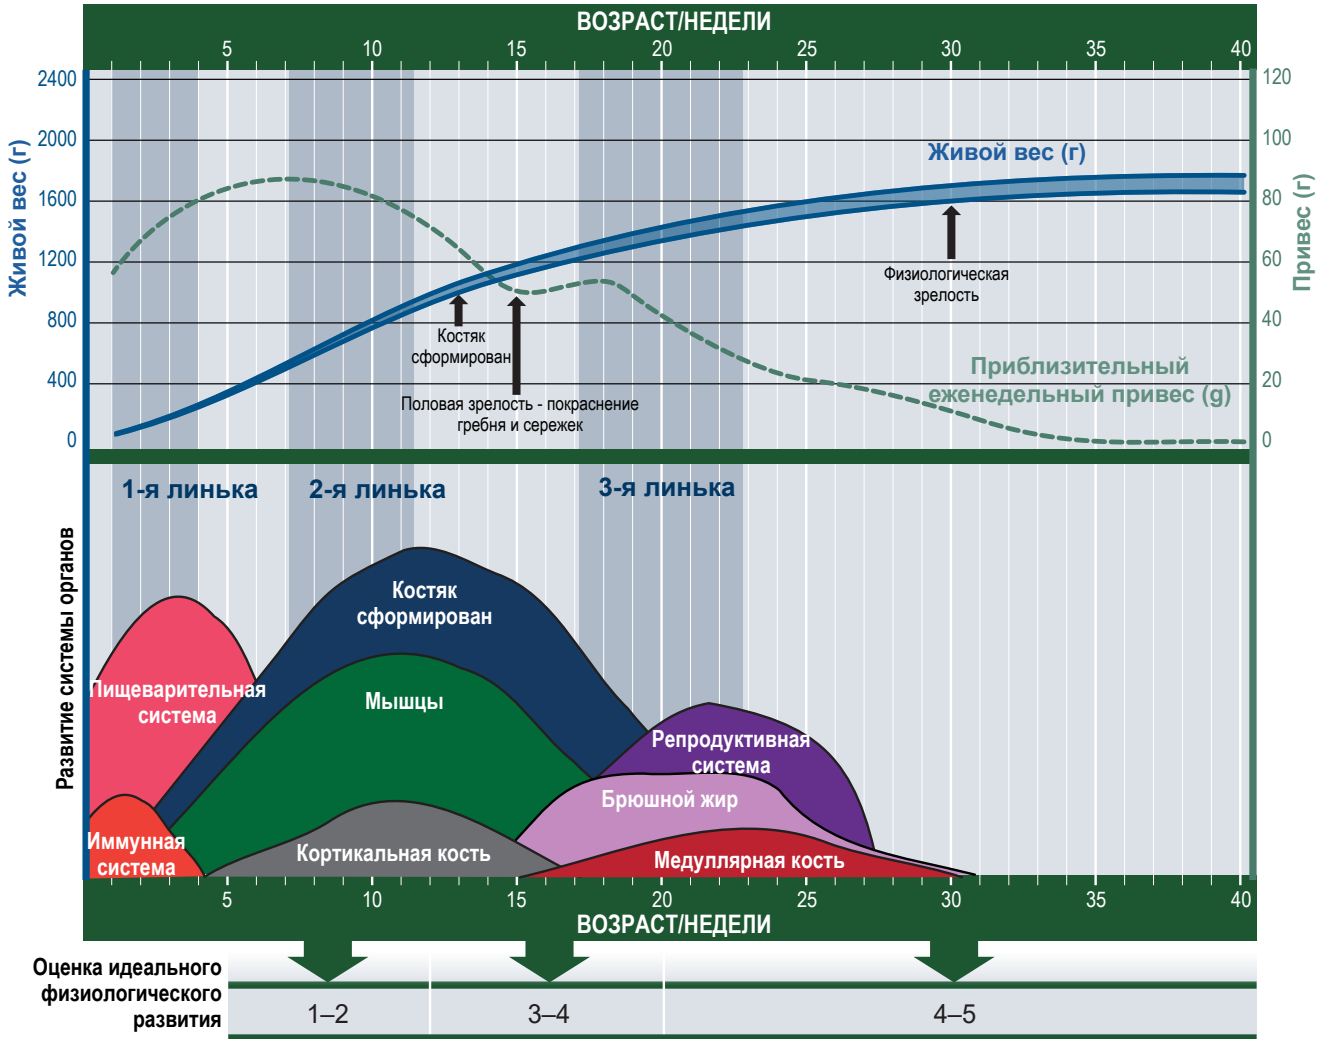 ВОЗРАСТ/НЕДЕЛИ
5 10 15 20 25 30 35 40
Живой вес (г)
2400
2000
1600
1200
800
400
0
120
100
80
60
40
20
0
Привес (г)
Живой вес (г)
Физиологическая
зрелость
Костяк
сформирован
Половая зрелость - покраснение
гребня и сережек
Приблизительный
еженедельный привес (g)
1-я линька
2-я линька
3-я линька
Развитие системы органов
Костяк
сформирован
Пищеварительная
система
Мышцы
Репродуктивная
система
Брюшной жир
Иммунная
система
Кортикальная кость
Медуллярная кость
5 10 15 20 25 30 35 40
ВОЗРАСТ/НЕДЕЛИ
Оценка идеального
физиологического
развития
1–2
3–4
4–5